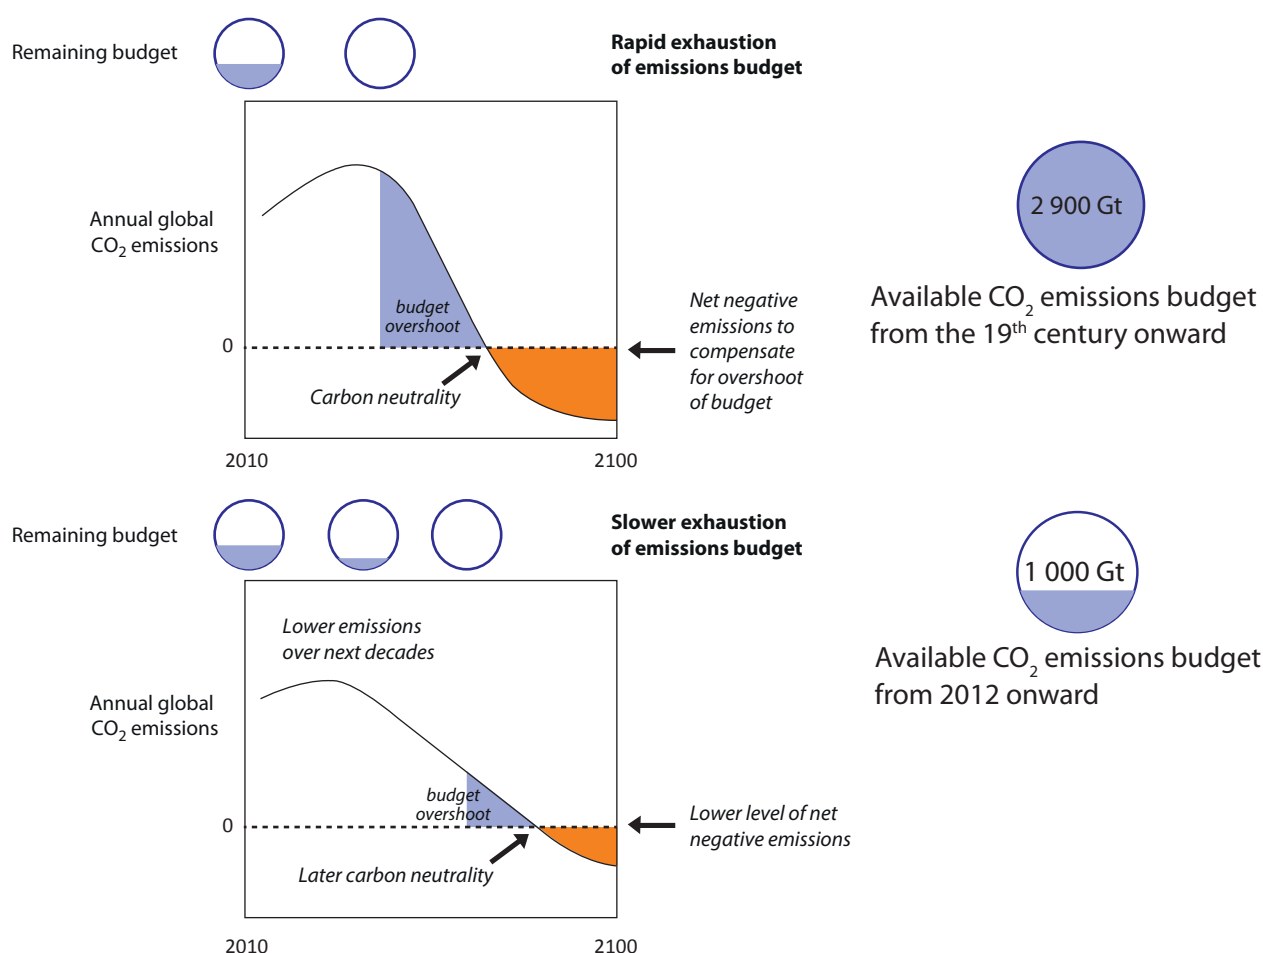 Remaining budget
Rapid exhaustion
of emissions budget
Annual global
CO₂ emissions
budget
overshoot
0
Carbon neutrality
Net negative
emissions to
compensate
for overshoot
of budget
2010
2100
2 900 Gt
Available CO₂ emissions budget
from the 19th century onward
Remaining budget
Slower exhaustion
of emissions budget
Lower emissions
over next decades
Annual global
CO₂ emissions
budget
overshoot
0
Later carbon neutrality
Lower level of net
negative emissions
2010
2100
1 000 Gt
Available CO₂ emissions budget
from 2012 onward